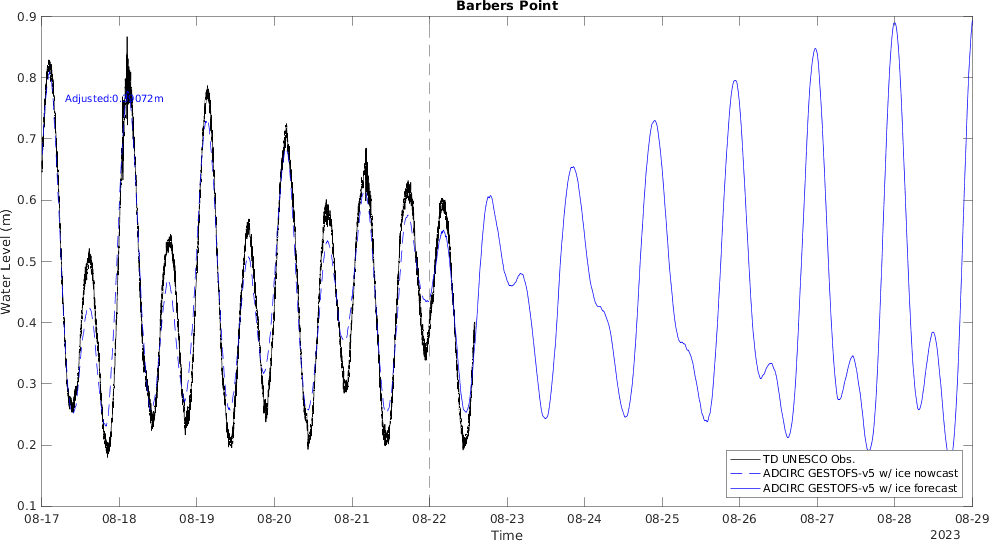 Barbers Point
0.9
0.8
0.7
0.6
0.5
0.4
0.3
0.2
0.1
Water Level (m)
TD UNESCO Obs.
ADCIRC GESTOFS-v5 w/ ice nowcast
ADCIRC GESTOFS-v5 w/ ice forecast
08-17 08-18 08-19 08-20 08-21 08-22 08-23 08-24 08-25 08-26 08-27 08-28 08-29
Time
2023